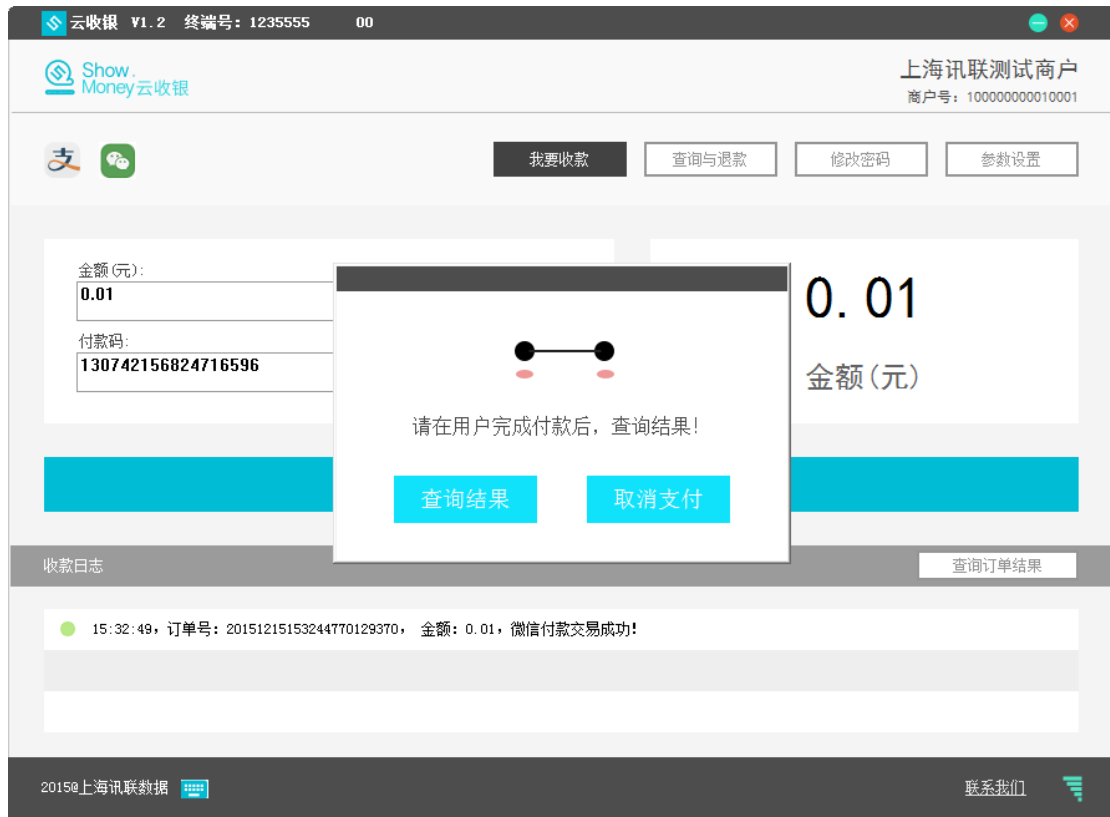 云收银 V1.2 终端号: 1235555 00
Show.
Money云收银
上海讯联测试商户
商户号: 100000000010001
支
我要收款 查询与退款 修改密码 参数设置
金额(元):
0.01
付款码:
130742156824716596
0.01
金额(元)
请在用户完成付款后, 查询结果!
查询结果 取消支付
收款日志 查询订单结果
15:32:49, 订单号: 20151215153244770129370, 金额: 0.01, 微信付款交易成功!
2015@上海讯联数据 联系我们